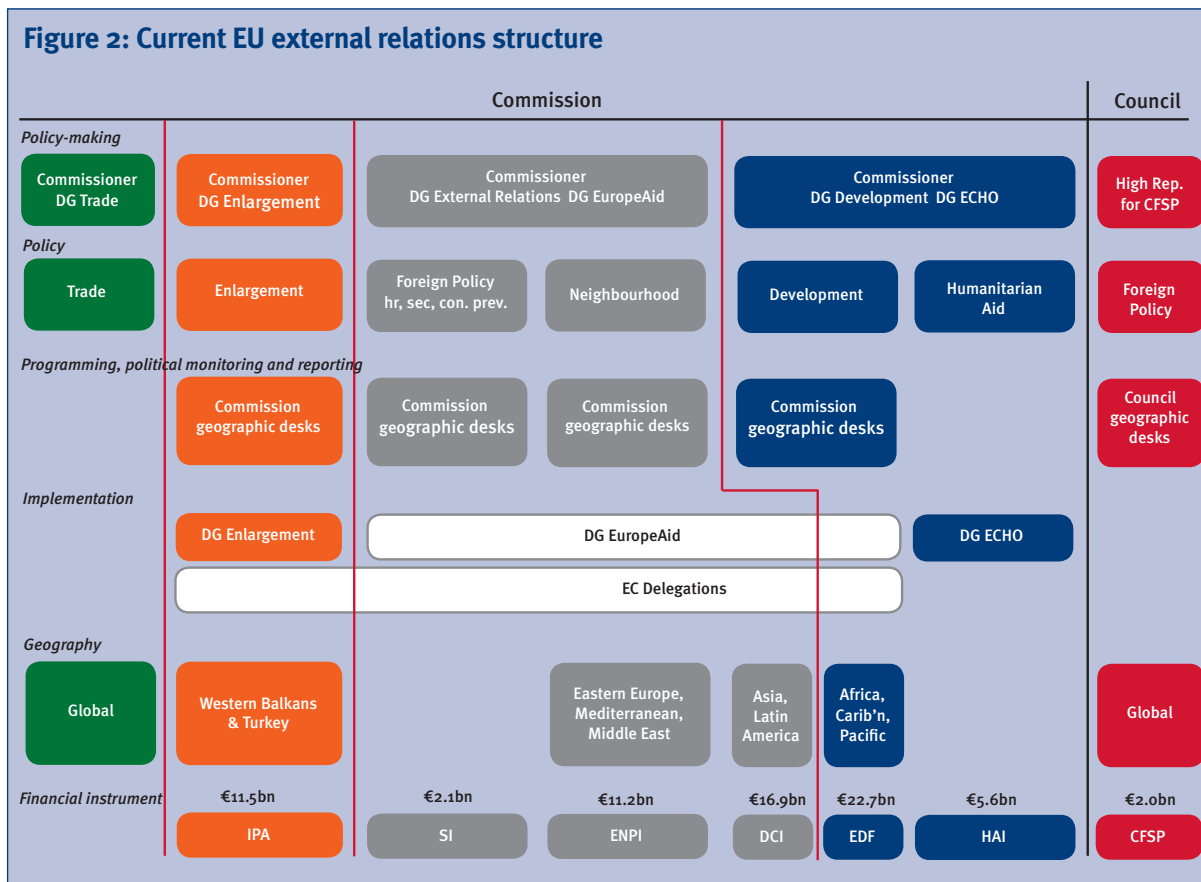 Figure 2: Current EU external relations structure
Commission
Council
Policy-making
Commissioner
DG Trade
Commissioner
DG Enlargement
Commissioner
DG External Relations DG EuropeAid
Commissioner
DG Development DG ECHO
High Rep.
for CFSP
Policy
Trade
Enlargement
Foreign Policy
hr, sec, con. prev.
Neighbourhood
Development
Humanitarian
Aid
Foreign
Policy
Programming, political monitoring and reporting
Commission
geographic desks
Commission
geographic desks
Commission
geographic desks
Commission
geographic desks
Council
geographic
desks
Implementation
DG Enlargement
DG EuropeAid
DG ECHO
EC Delegations
Geography
Global
Western Balkans
& Turkey
Eastern Europe,
Mediterranean,
Middle East
Asia,
Latin
America
Africa,
Carib'n,
Pacific
Global
Financial instrument
€11.5bn
€2.1bn
€11.2bn
€16.9bn
€22.7bn
€5.6bn
€2.0bn
IPA
SI
ENPI
DCI
EDF
HAI
CFSP